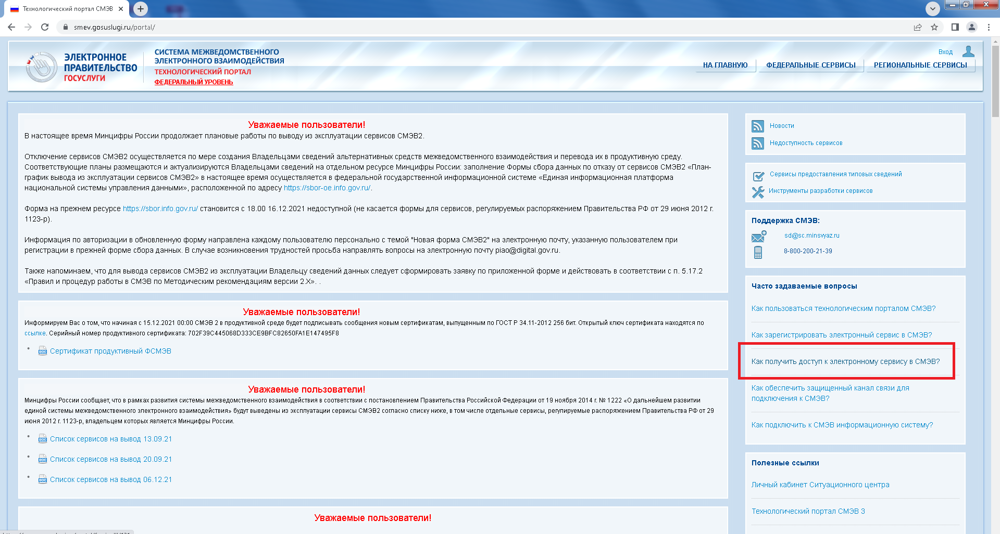 Технологический портал СМЭВ
smev.gosuslugi.ru/portal/
ЭЛЕКТРОННОЕ
ПРАВИТЕЛЬСТВО
ГОСУСЛУГИ
СИСТЕМА МЕЖВЕДОМСТВЕННОГО
ЭЛЕКТРОННОГО ВЗАИМОДЕЙСТВИЯ
ТЕХНОЛОГИЧЕСКИЙ ПОРТАЛ
ФЕДЕРАЛЬНЫЙ УРОВЕНЬ
Вход
НА ГЛАВНУЮ
ФЕДЕРАЛЬНЫЕ СЕРВИСЫ
РЕГИОНАЛЬНЫЕ СЕРВИСЫ
Уважаемые пользователи!
В настоящее время Минцифры России продолжает плановые работы по выводу из эксплуатации сервисов СМЭВ2.
Отключение сервисов СМЭВ2 осуществляется по мере создания Владельцами сведений альтернативных средств межведомственного взаимодействия и перевода их в продуктивную среду.
Соответствующие планы размещаются и актуализируются Владельцами сведений на отдельном ресурсе Минцифры России: заполнение Формы сбора данных по отказу от сервисов СМЭВ2 «План-
график вывода из эксплуатации сервисов СМЭВ2» в настоящее время осуществляется в федеральной государственной информационной системе «Единая информационная платформа
национальной системы управления данными», расположенной по адресу https://sbor-oe.info.gov.ru/.
Форма на прежнем ресурсе https://sbor.info.gov.ru/ становится с 18.00 16.12.2021 недоступной (не касается формы для сервисов, регулируемых распоряжением Правительства РФ от 29 июня 2012 г.
1123-р).
Информация по авторизации в обновленную форму направлена каждому пользователю персонально с темой "Новая форма СМЭВ2" на электронную почту, указанную пользователем при
регистрации в прежней форме сбора данных. В случае возникновения трудностей просьба направлять вопросы на электронную почту piao@digital.gov.ru.
Также напоминаем, что для вывода сервисов СМЭВ2 из эксплуатации Владельцу сведений данных следует сформировать заявку по приложенной форме и действовать в соответствии с п. 5.17.2
«Правил и процедур работы в СМЭВ по Методическим рекомендациям версии 2.X». .
Уважаемые пользователи!
Информируем Вас о том, что начиная с 15.12.2021 00:00 СМЭВ 2 в продуктивной среде будет подписывать сообщения новым сертификатам, выпущенным по ГОСТ Р 34.11-2012 256 бит. Открытый ключ сертификата находятся по
ссылке. Серийный номер продуктивного сертификата: 702F39C445068D333CE9BFC82650FA1E147495F8
Сертификат продуктивный ФСМЭВ
Уважаемые пользователи!
Минцифры России сообщает, что в рамках развития системы межведомственного взаимодействия в соответствии с постановлением Правительства Российской Федерации от 19 ноября 2014 г. № 1222 «О дальнейшем развитии
единой системы межведомственного электронного взаимодействия» будут выведены из эксплуатации сервисы СМЭВ2 согласно списку ниже, в том числе отдельные сервисы, регулируемые распоряжением Правительства РФ от 29
июня 2012 г. 1123-р, владельцем которых является Минцифры России.
Список сервисов на вывод 13.09.21
Список сервисов на вывод 20.09.21
Список сервисов на вывод 06.12.21
Уважаемые пользователи!
Новости
Недоступность сервисов
Сервисы предоставления типовых сведений
Инструменты разработки сервисов
Поддержка СМЭВ:
sd@sc.minsvyaz.ru
8-800-200-21-39
Часто задаваемые вопросы
Как пользоваться технологическим порталом СМЭВ?
Как зарегистрировать электронный сервис в СМЭВ?
Как получить доступ к электронному сервису в СМЭВ?
Как обеспечить защищенный канал связи для
подключения к СМЭВ?
Как подключить к СМЭВ информационную систему?
Полезные ссылки
Личный кабинет Ситуационного центра
Технологический портал СМЭВ 3